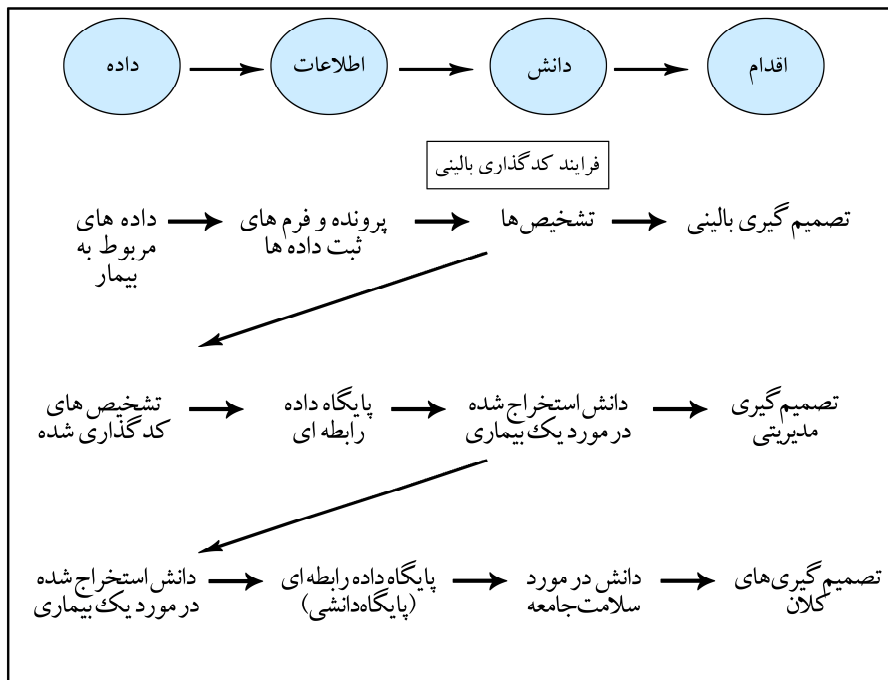 داده
اطلاعات
دانش
اقدام
فرایند کدگذاری بالینی
داده های
مربوط به
بیمار
پرونده و فرم های
ثبت داده ها
تشخیص‌ها
تصمیم گیری بالینی
تشخیص های
کدگذاری شده
پایگاه داده
رابطه ای
دانش استخراج شده
در مورد یک بیماری
تصمیم‌گیری
مدیریتی
دانش استخراج شده
در مورد یک بیماری
پایگاه داده رابطه ای
(پایگاه‌دانشی)
دانش در مورد
سلامت‌جامعه
تصمیم‌گیری‌های
کلان